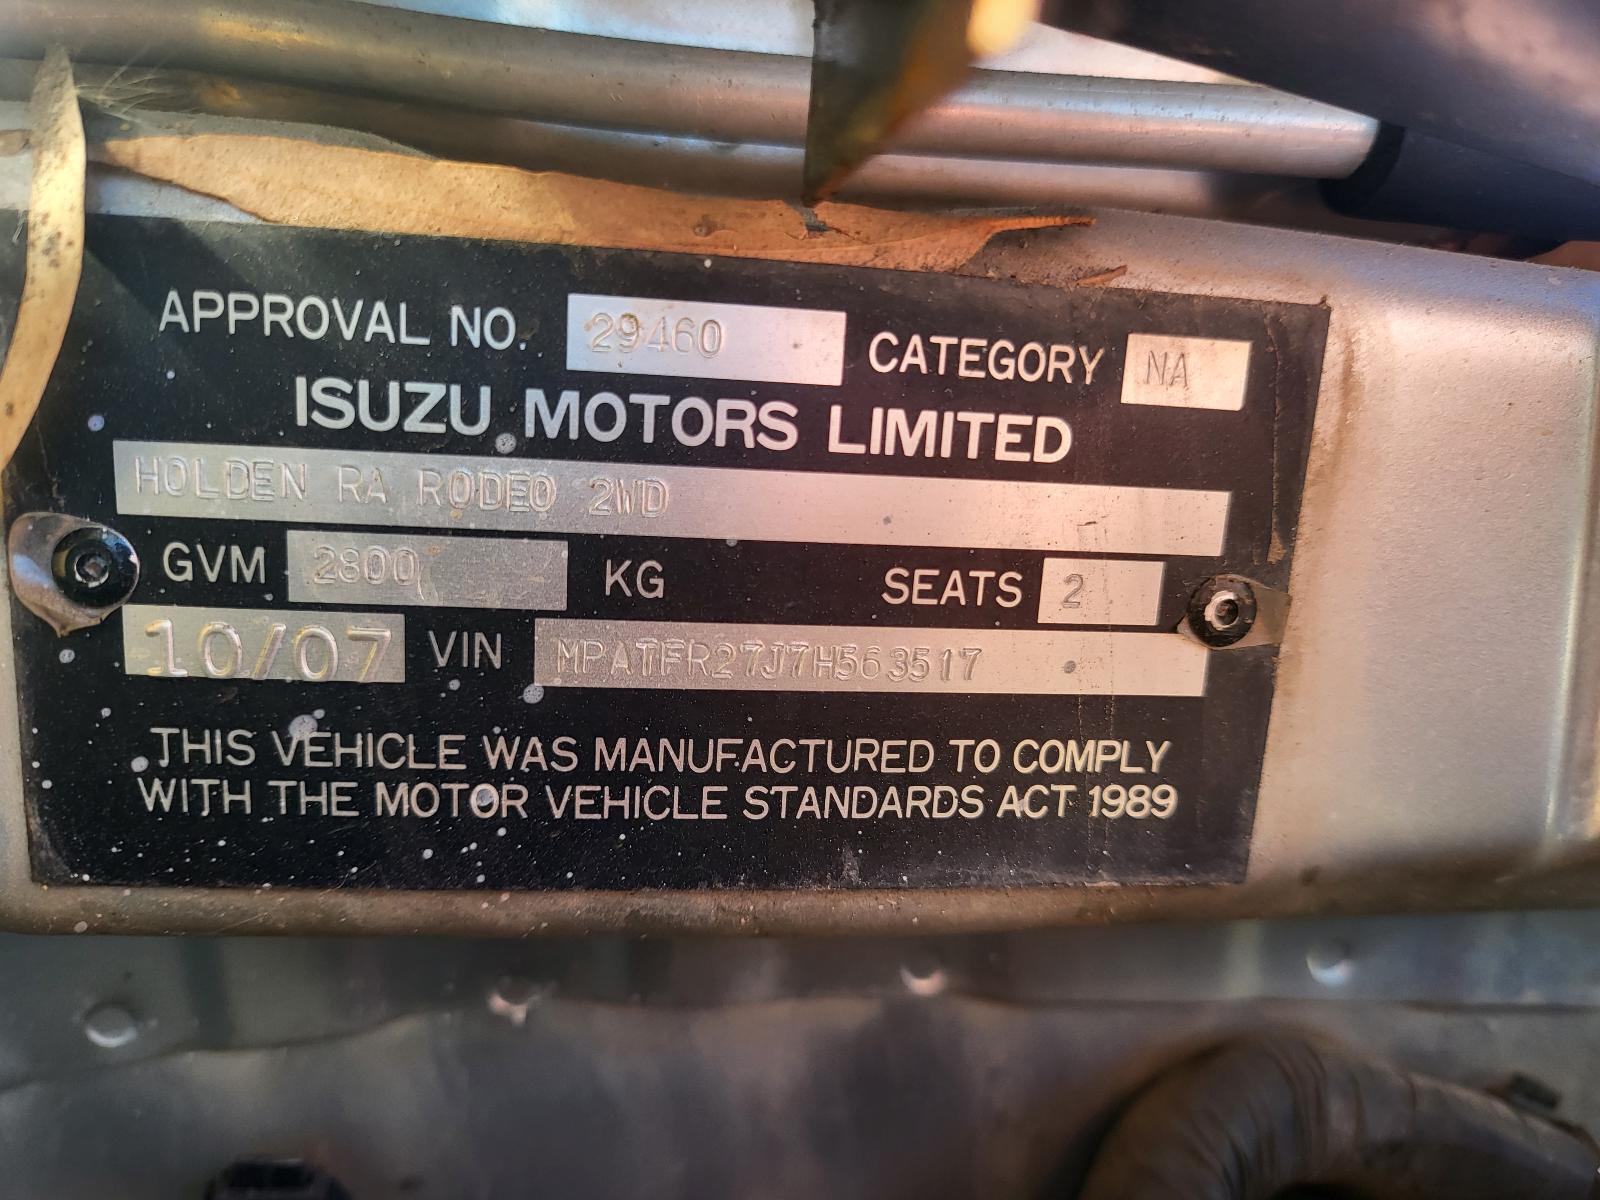 APPROVAL NO. 29460 CATEGORY NA
ISUZU MOTORS LIMITED
HOLDEN RA RODEO 2WD
GVM 2800 KG SEATS 2
10/07 VIN MPATFR27J7H563517
THIS VEHICLE WAS MANUFACTURED TO COMPLY
WITH THE MOTOR VEHICLE STANDARDS ACT 1989